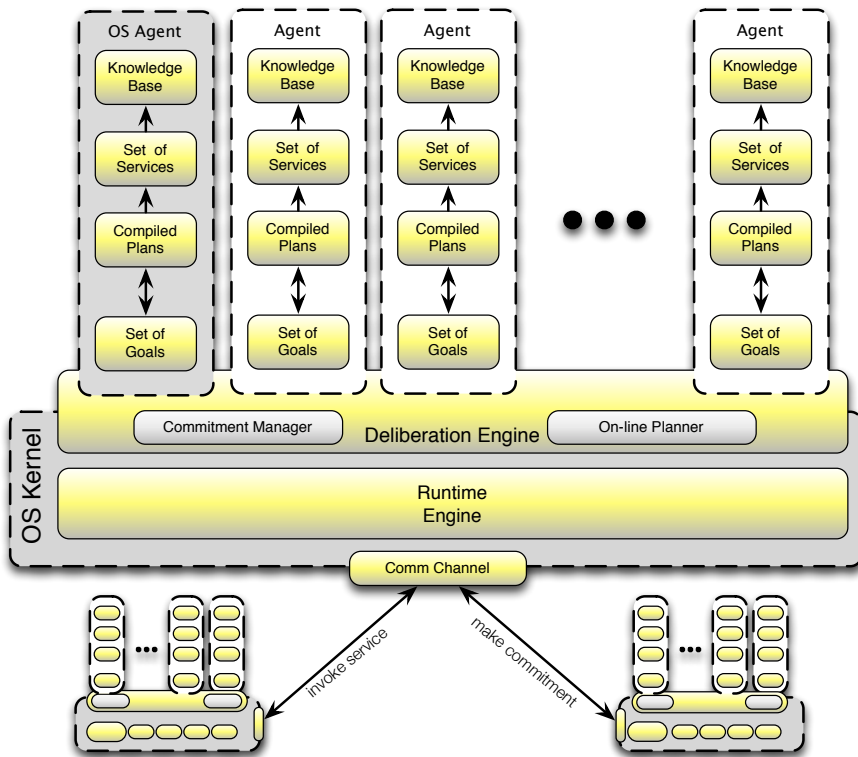 OS Agent
Knowledge
Base
Set of
Services
Compiled
Plans
Set of
Goals
Agent
Knowledge
Base
Set of
Services
Compiled
Plans
Set of
Goals
Agent
Knowledge
Base
Set of
Services
Compiled
Plans
Set of
Goals
Agent
Knowledge
Base
Set of
Services
Compiled
Plans
Set of
Goals
Commitment Manager
Deliberation Engine
On-line Planner
OS Kernel
Runtime
Engine
Comm Channel
invoke service
make commitment